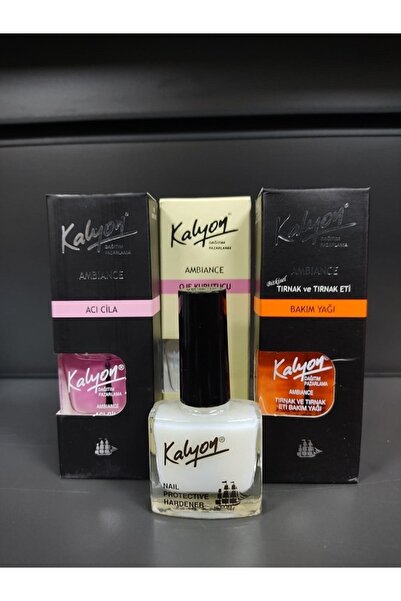 Kalyon
DAĞITIM
PAZARLAMA
AMBIANCE
ACI CİLA
Kalyon®
DAĞITIM
PAZARLAMA
AMBIANCE
Kalyon
DAĞITIM
PAZARLAMA
AMBIANCE
OJE KURUTUCU
Kalyon
DAĞITIM
PAZARLAMA
AMBIANCE
Bitkisel
TIRNAK ve TIRNAK ETİ
BAKIM YAĞI
Kalyon®
DAĞITIM
PAZARLAMA
AMBIANCE
TIRNAK VE TIRNAK
ETİ BAKIM YAĞI
Kalyon®
NAIL
PROTECTIVE
HARDENER